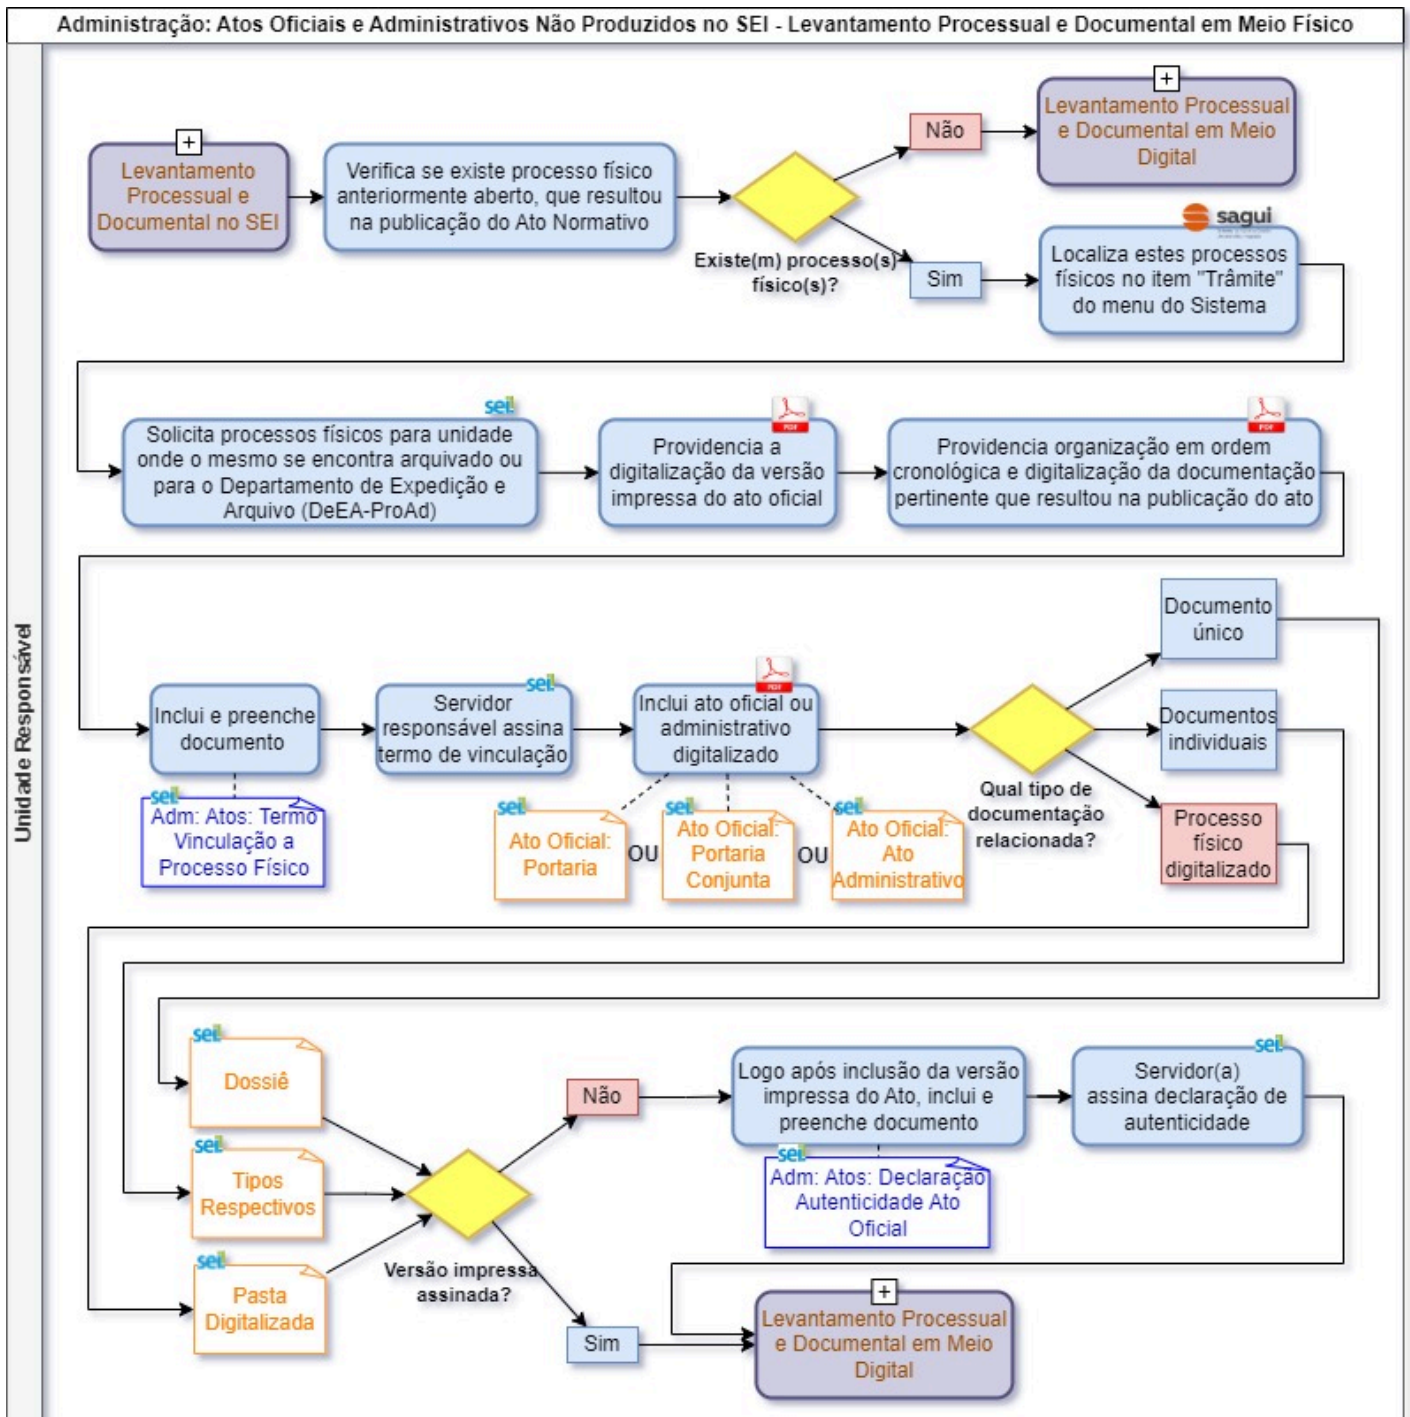 Administração: Atos Oficiais e Administrativos Não Produzidos no SEI - Levantamento Processual e Documental em Meio Físico
Unidade Responsável
+
Levantamento
Processual e
Documental no SEI
Verifica se existe processo físico
anteriormente aberto, que resultou
na publicação do Ato Normativo
Existe(m) processo(s)
físico(s)?
Não
+
Levantamento Processual
e Documental em Meio
Digital
Sim
sagui
Localiza estes processos
físicos no item "Trâmite"
do menu do Sistema
sei!
Solicita processos físicos para unidade
onde o mesmo se encontra arquivado ou
para o Departamento de Expedição e
Arquivo (DeEA-ProAd)
PDF
Providencia a
digitalização da versão
impressa do ato oficial
PDF
Providencia organização em ordem
cronológica e digitalização da documentação
pertinente que resultou na publicação do ato
Inclui e preenche
documento
sei!
Adm: Atos: Termo
Vinculação a
Processo Físico
sei!
Servidor
responsável assina
termo de vinculação
PDF
Inclui ato oficial ou
administrativo
digitalizado
sei!
Ato Oficial:
Portaria
OU
sei!
Ato Oficial:
Portaria
Conjunta
OU
sei!
Ato Oficial:
Ato
Administrativo
Qual tipo de
documentação
relacionada?
Documento
único
Documentos
individuais
Processo
físico
digitalizado
sei!
Dossiê
sei!
Tipos
Respectivos
sei!
Pasta
Digitalizada
Versão impressa
assinada?
Não
Logo após inclusão da versão
impressa do Ato, inclui e
preenche documento
sei!
Adm: Atos: Declaração
Autenticidade Ato
Oficial
sei!
Servidor(a)
assina declaração de
autenticidade
Sim
+
Levantamento Processual
e Documental em Meio
Digital